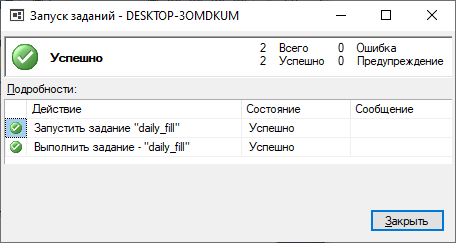 Запуск заданий - DESKTOP-3OMDKUM
Успешно
2 Всего 0 Ошибка
2 Успешно 0 Предупреждение
Подробности:
Действие Состояние Сообщение
Запустить задание "daily_fill" Успешно
Выполнить задание - "daily_fill" Успешно
Закрыть